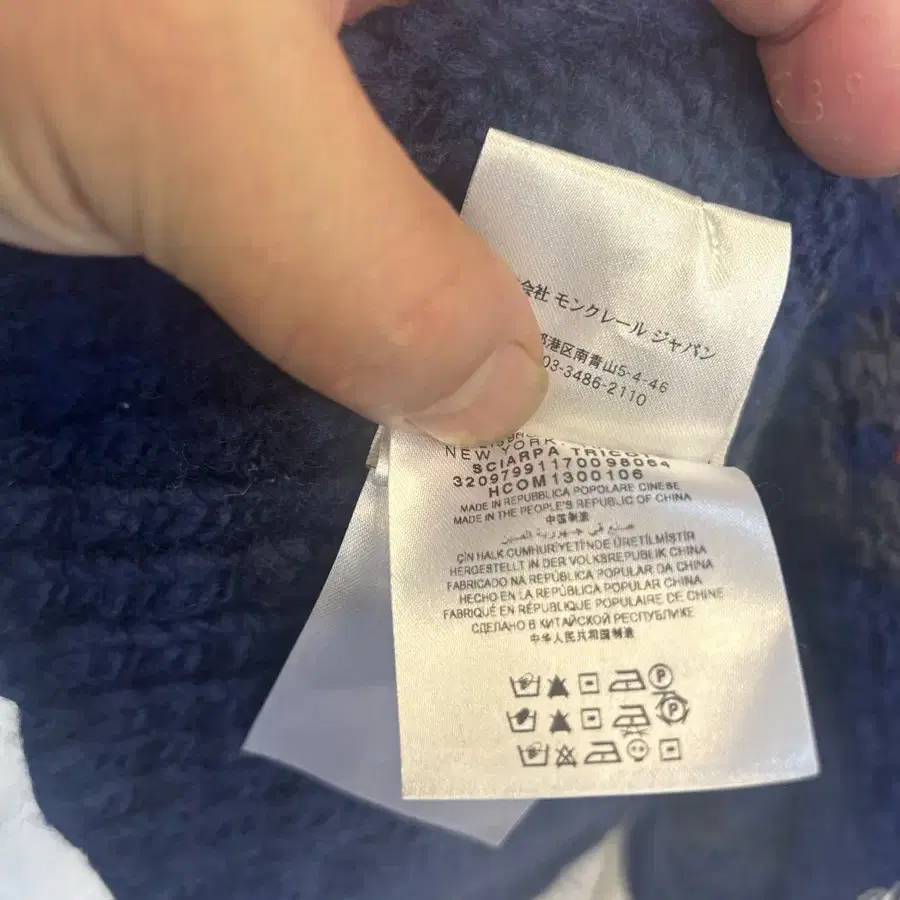 会社 モンクレール ジャパン
港区南青山5-4-46
03-3486-2110
NEW YORK,
SCIARPA TRICOT
32097991170098064
HCOM1300106
MADE IN REPUBBLICA POPOLARE CINESE
MADE IN THE PEOPLE'S REPUBLIC OF CHINA
中国制造
صنع في جمهورية الصين
ÇİN HALK CUMHURİYETİ'NDE ÜRETİLMİŞTİR
HERGESTELLT IN DER VOLKSREPUBLIK CHINA
FABRICADO NA REPÚBLICA POPULAR DA CHINA
HECHO EN LA REPÚBLICA POPULAR CHINA
FABRIQUÉ EN RÉPUBLIQUE POPULAIRE DE CHINE
СДЕЛАНО В КИТАЙСКОЙ РЕСПУБЛИКЕ
中华人民共和国制造
P
P